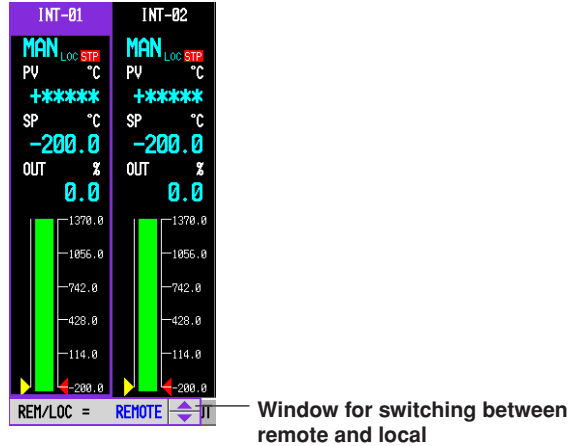 INT-01 INT-02
MAN LOC STP MAN LOC STP
PV °C PV °C
+***** +*****
SP °C SP °C
-200.0 -200.0
OUT % OUT %
0.0 0.0
1370.0 1370.0
1056.0 1056.0
742.0 742.0
428.0 428.0
114.0 114.0
-200.0 -200.0
REM/LOC = REMOTE
Window for switching between
remote and local